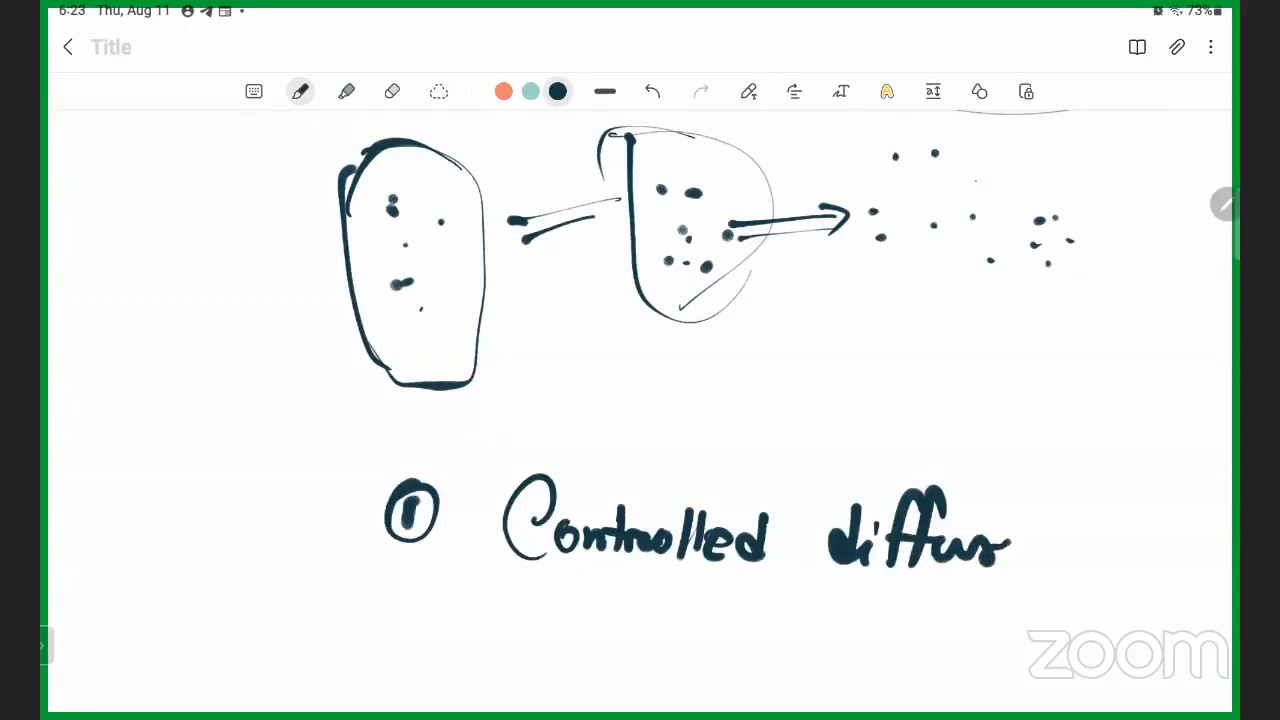 6:23 Thu, Aug 11 73%
Title
① Controlled diffus
zoom